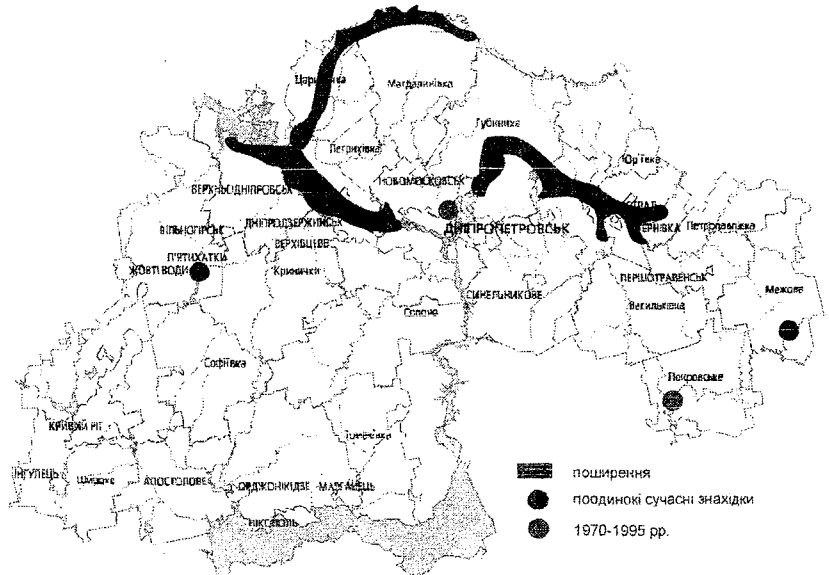 Магдалинівка
Губиниха
Петриківка
Юр'ївка
НОВОМОСКОВСЬК
ВЕРХНЬОДНІПРОВСЬК
ДНІПРОДЗЕРЖИНСЬК
ДНІПРОПЕТРОВСЬК
Петропавлівка
ВІЛЬНОГІРСЬК
ВЕРХІВЦЕВЕ
П'ЯТИХАТКИ
ЖОВТІ ВОДИ
Кринички
ПЕРШОТРАВЕНСЬК
СИНЕЛЬНИКОВЕ
Васильківка
Межова
Солоне
Софіївка
Покровське
КРИВИЙ РІГ
Томаківка
ІНГУЛЕЦЬ
Широке
АПОСТОЛОВЕ
ОРДЖОНІКІДЗЕ
МАРГАНЕЦЬ
НІКОПОЛЬ
поширення
поодинокі сучасні знахідки
1970-1995 рр.